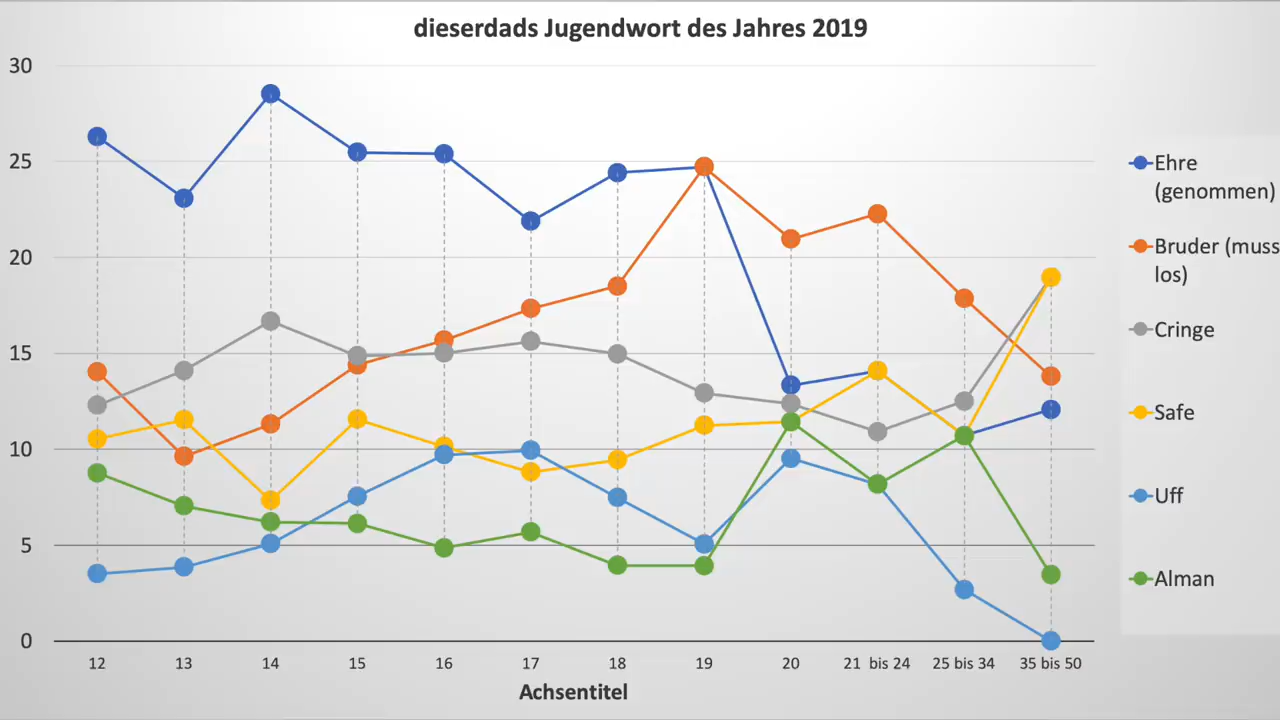 dieserdads Jugendwort des Jahres 2019
30
25
20
15
10
5
0
12 13 14 15 16 17 18 19 20 21 bis 24 25 bis 34 35 bis 50
Achsentitel
Ehre
(genommen)
Bruder (muss
los)
Cringe
Safe
Uff
Alman